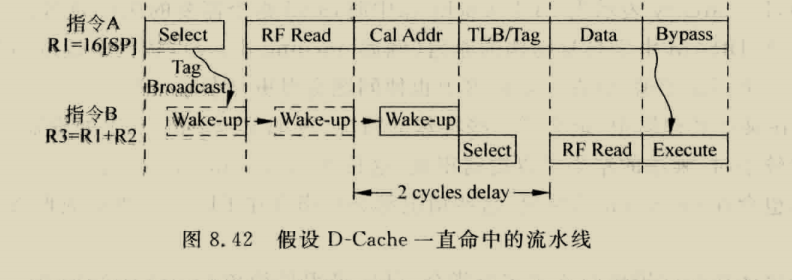 指令A
R1=16[SP]
Select
RF Read
Cal Addr
TLB/Tag
Data
Bypass
Tag
Broadcast
指令B
R3=R1+R2
Wake-up
Wake-up
Wake-up
Select
RF Read
Execute
2 cycles delay
图 8.42 假设 D-Cache 一直命中的流水线